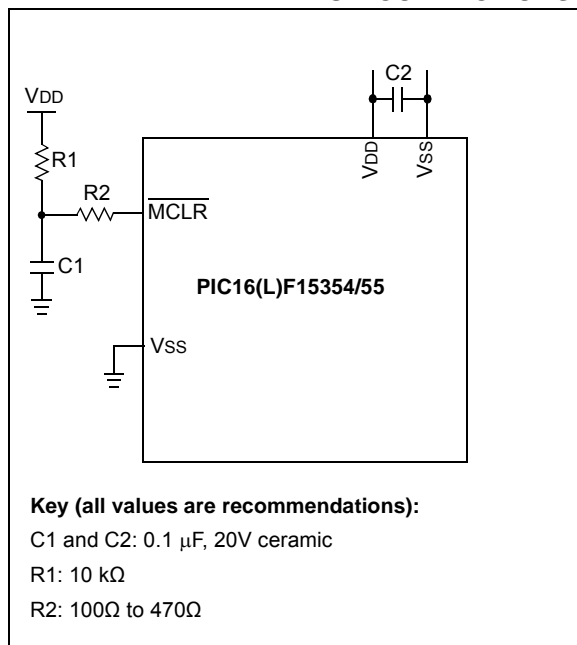 C2
VDD
R1
VDD
VSS
R2
MCLR
C1
PIC16(L)F15354/55
VSS
Key (all values are recommendations):
C1 and C2: 0.1 μF, 20V ceramic
R1: 10 kΩ
R2: 100Ω to 470Ω